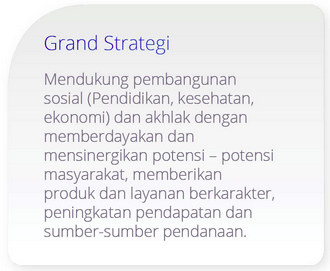 Grand Strategi
Mendukung pembangunan
sosial (Pendidikan, kesehatan,
ekonomi) dan akhlak dengan
memberdayakan dan
mensinergikan potensi – potensi
masyarakat, memberikan
produk dan layanan berkarakter,
peningkatan pendapatan dan
sumber-sumber pendanaan.